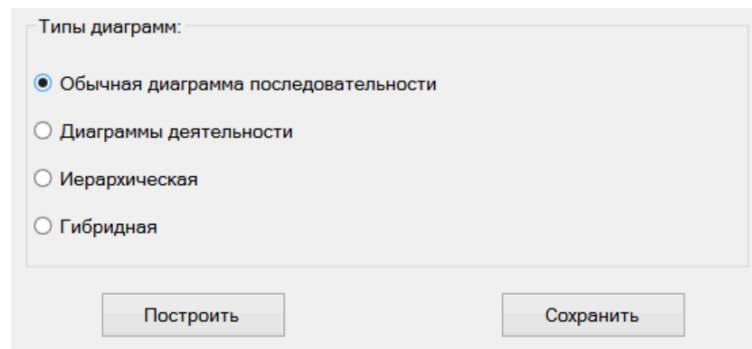 Типы диаграмм:
Обычная диаграмма последовательности
Диаграммы деятельности
Иерархическая
Гибридная
Построить
Сохранить